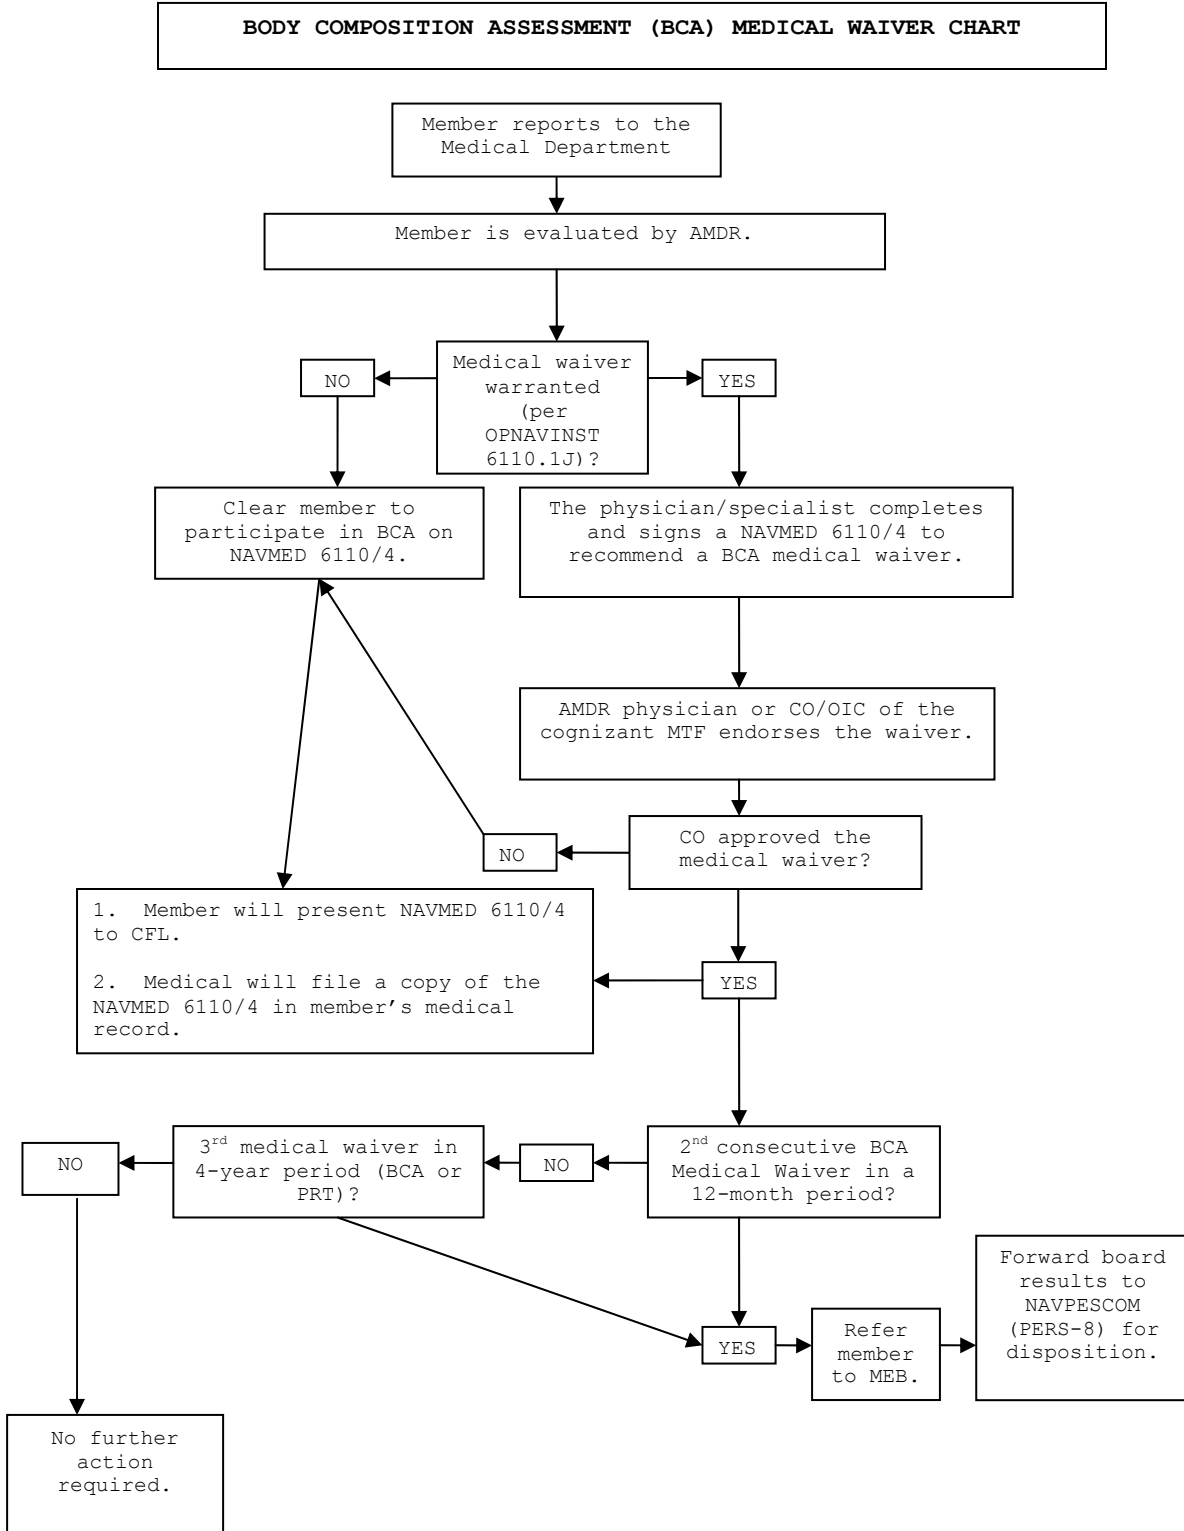 BODY COMPOSITION ASSESSMENT (BCA) MEDICAL WAIVER CHART
Member reports to the
Medical Department
Member is evaluated by AMDR.
NO
Medical waiver
warranted
(per
OPNAVINST
6110.1J)?
YES
Clear member to
participate in BCA on
NAVMED 6110/4.
The physician/specialist completes
and signs a NAVMED 6110/4 to
recommend a BCA medical waiver.
AMDR physician or CO/OIC of the
cognizant MTF endorses the waiver.
NO
CO approved the
medical waiver?
1. Member will present NAVMED 6110/4
to CFL.
2. Medical will file a copy of the
NAVMED 6110/4 in member's medical
record.
YES
NO
3rd medical waiver in
4-year period (BCA or
PRT)?
NO
2nd consecutive BCA
Medical Waiver in a
12-month period?
YES
Refer
member
to MEB.
Forward board
results to
NAVPESCOM
(PERS-8) for
disposition.
No further
action
required.